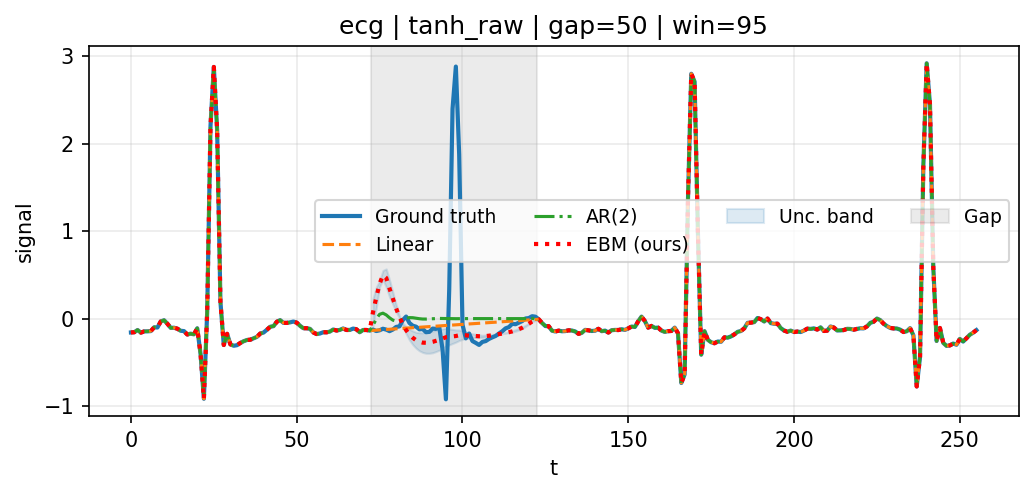 ecg | tanh_raw | gap=50 | win=95
3
2
1
0
−1
signal
Ground truth
Linear
AR(2)
EBM (ours)
Unc. band
Gap
0 50 100 150 200 250
t